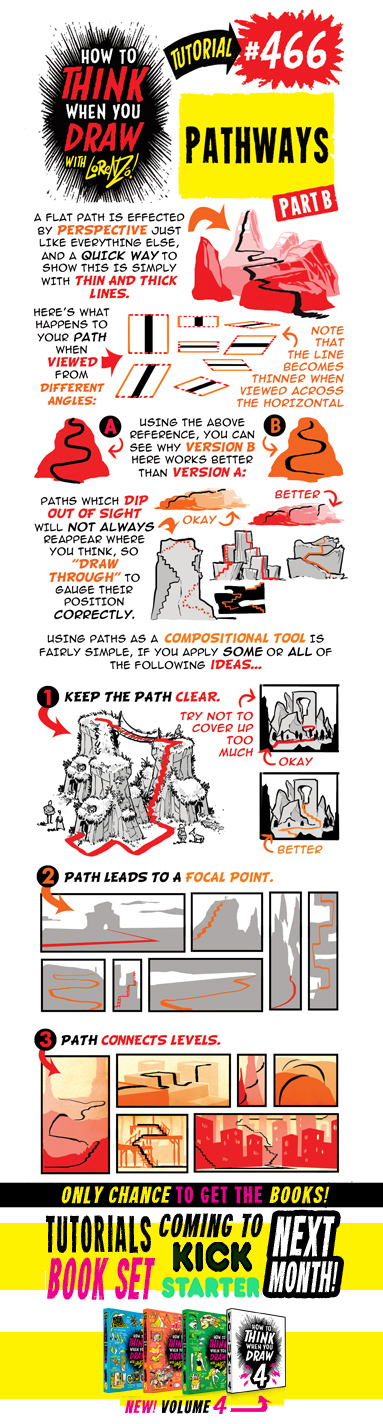 HOW TO
THINK
WHEN YOU
DRAW
WITH LORENZO!
TUTORIAL
#466
PATHWAYS
PART B
A FLAT PATH IS EFFECTED
BY PERSPECTIVE JUST
LIKE EVERYTHING ELSE,
AND A QUICK WAY TO
SHOW THIS IS SIMPLY
WITH THIN AND THICK
LINES.
HERE'S WHAT
HAPPENS TO
YOUR PATH
WHEN
VIEWED
FROM
DIFFERENT
ANGLES:
NOTE
THAT
THE LINE
BECOMES
THINNER WHEN
VIEWED ACROSS
THE HORIZONTAL
A
USING THE ABOVE
REFERENCE, YOU CAN
SEE WHY VERSION B
HERE WORKS BETTER
THAN VERSION A:
B
PATHS WHICH DIP
OUT OF SIGHT
WILL NOT ALWAYS
REAPPEAR WHERE
YOU THINK, SO
"DRAW
THROUGH" TO
GAUGE THEIR
POSITION
CORRECTLY.
OKAY
BETTER
USING PATHS AS A COMPOSITIONAL TOOL IS
FAIRLY SIMPLE, IF YOU APPLY SOME OR ALL OF
THE FOLLOWING IDEAS...
1 KEEP THE PATH CLEAR.
TRY NOT TO
COVER UP
TOO
MUCH
OKAY
BETTER
2 PATH LEADS TO A FOCAL POINT.
3 PATH CONNECTS LEVELS.
ONLY CHANCE TO GET THE BOOKS!
TUTORIALS
BOOK SET
COMING TO
KICK
STARTER
NEXT
MONTH!
HOW TO
THINK
WHEN YOU
DRAW
4
NEW! VOLUME 4